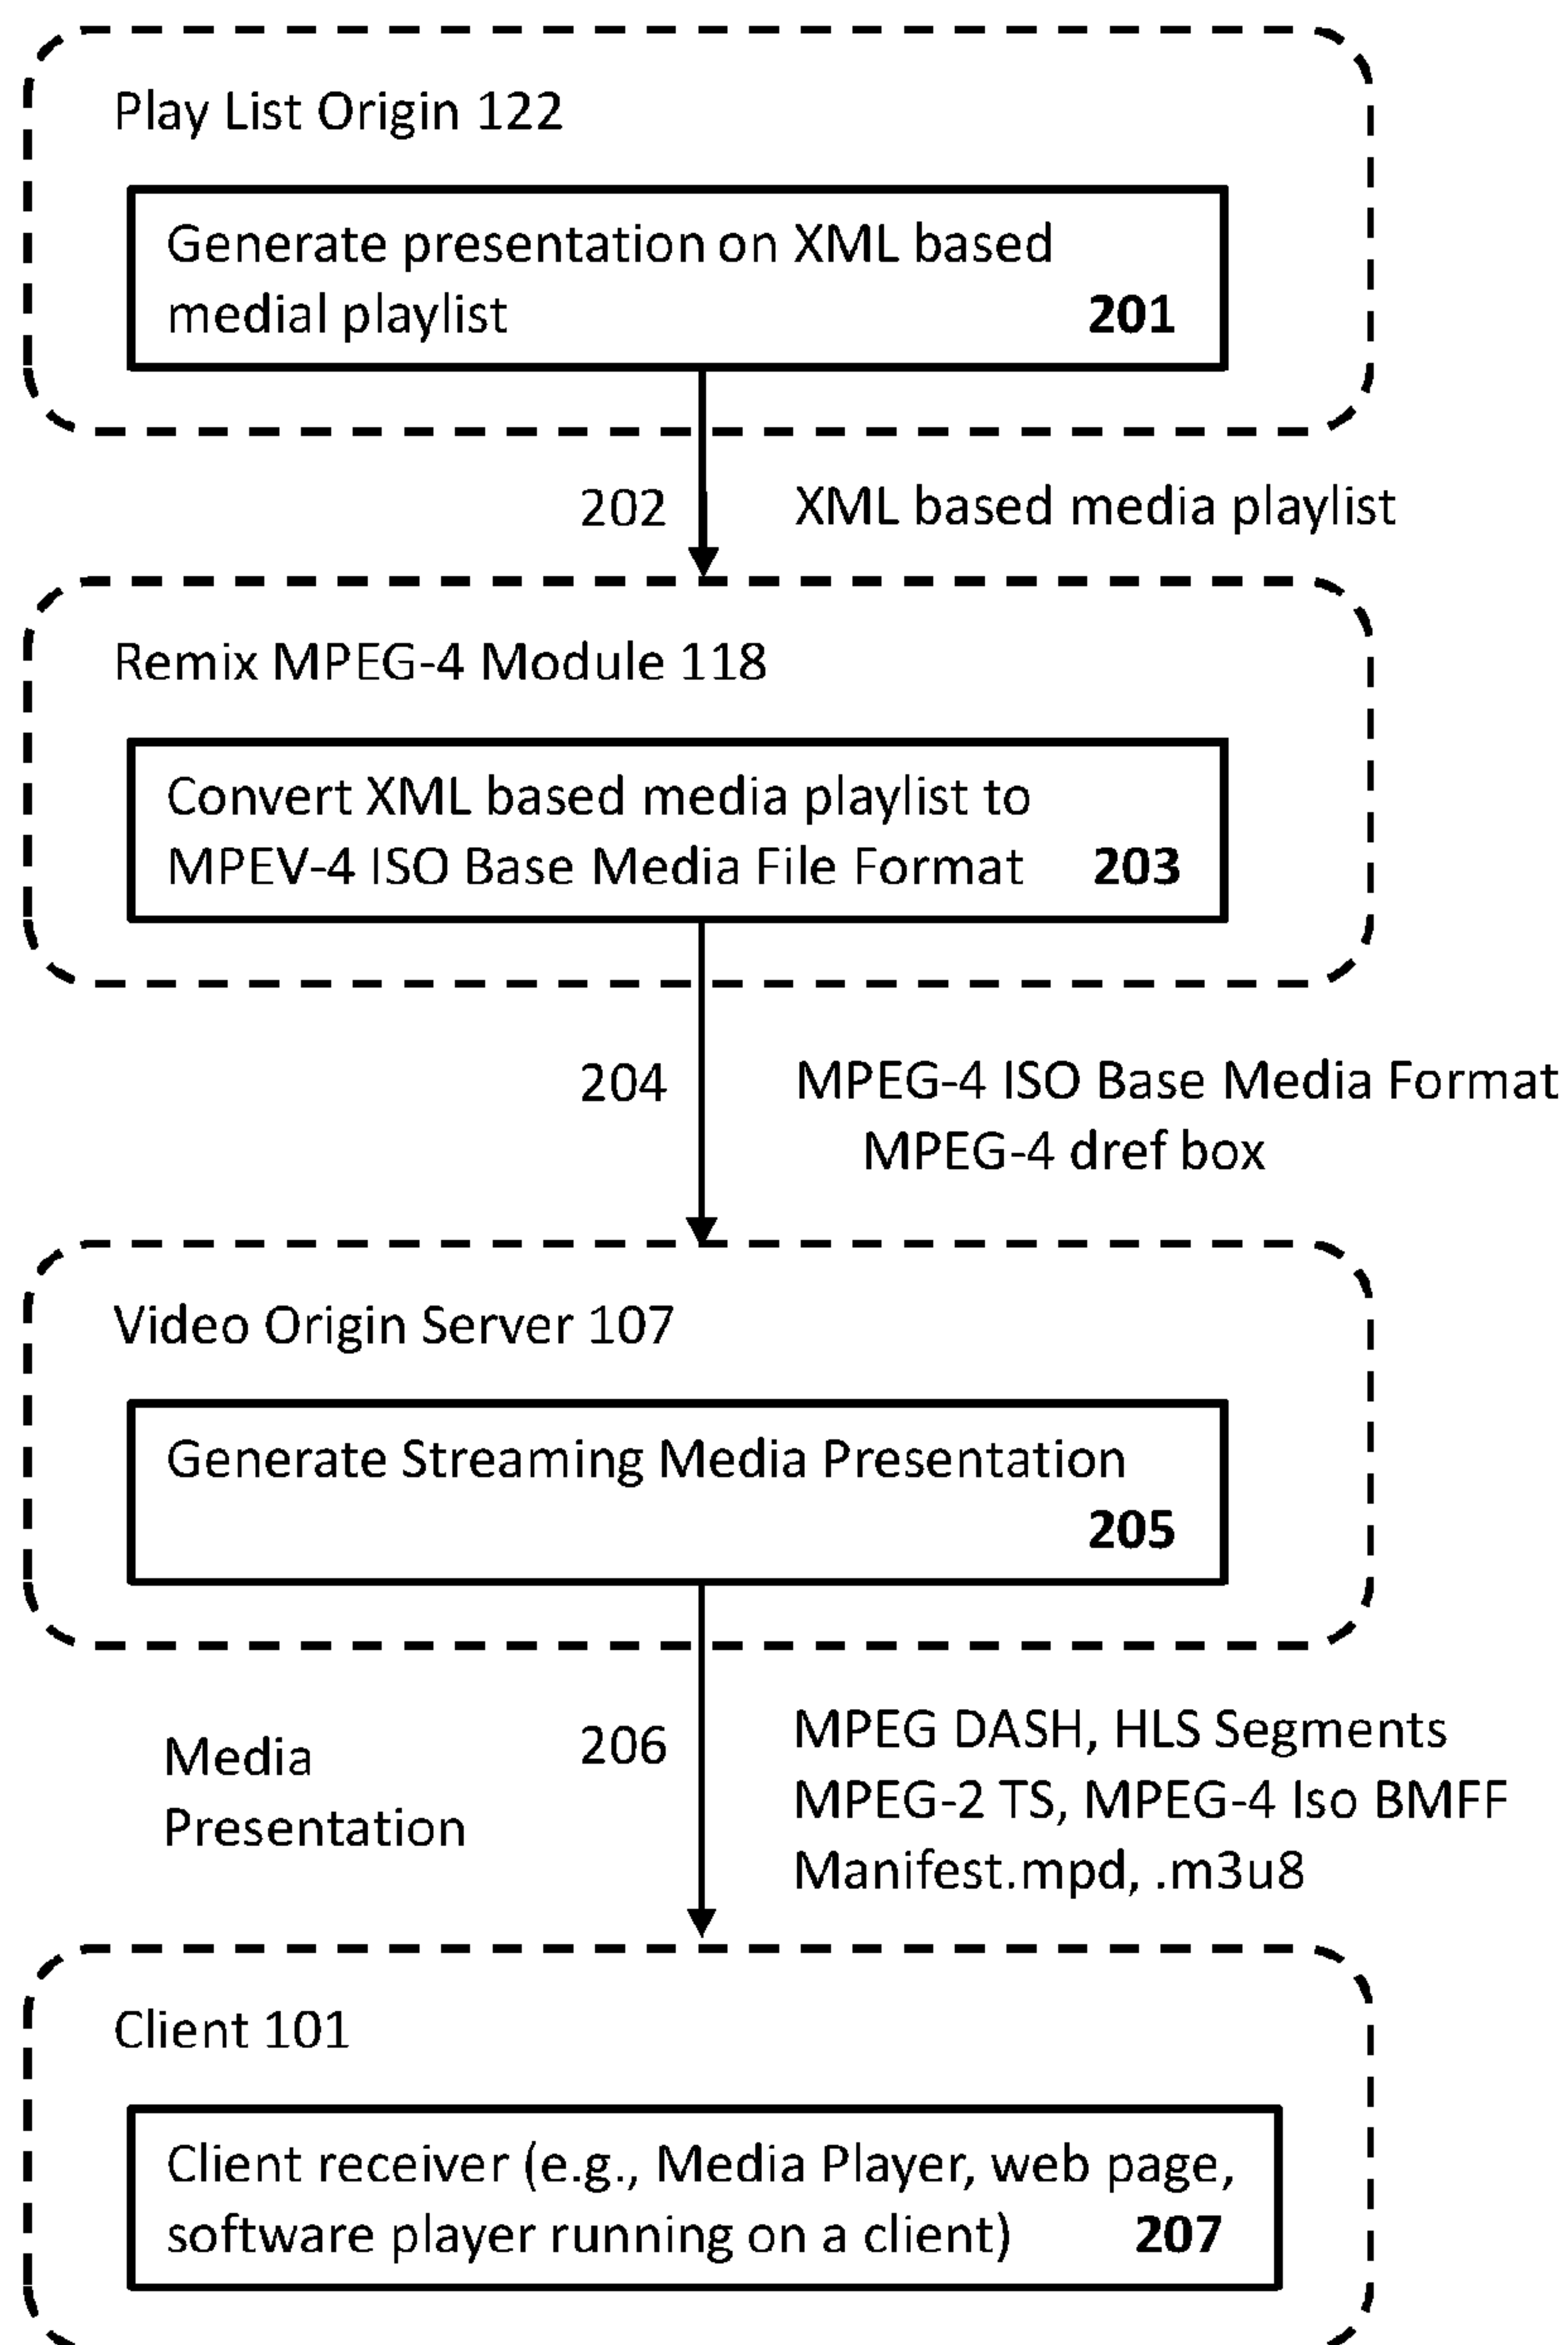 Play List Origin 122
Generate presentation on XML based
medial playlist 201
202 XML based media playlist
Remix MPEG-4 Module 118
Convert XML based media playlist to
MPEV-4 ISO Base Media File Format 203
204 MPEG-4 ISO Base Media Format
MPEG-4 dref box
Video Origin Server 107
Generate Streaming Media Presentation
205
Media
Presentation
206
MPEG DASH, HLS Segments
MPEG-2 TS, MPEG-4 Iso BMFF
Manifest.mpd, .m3u8
Client 101
Client receiver (e.g., Media Player, web page,
software player running on a client) 207